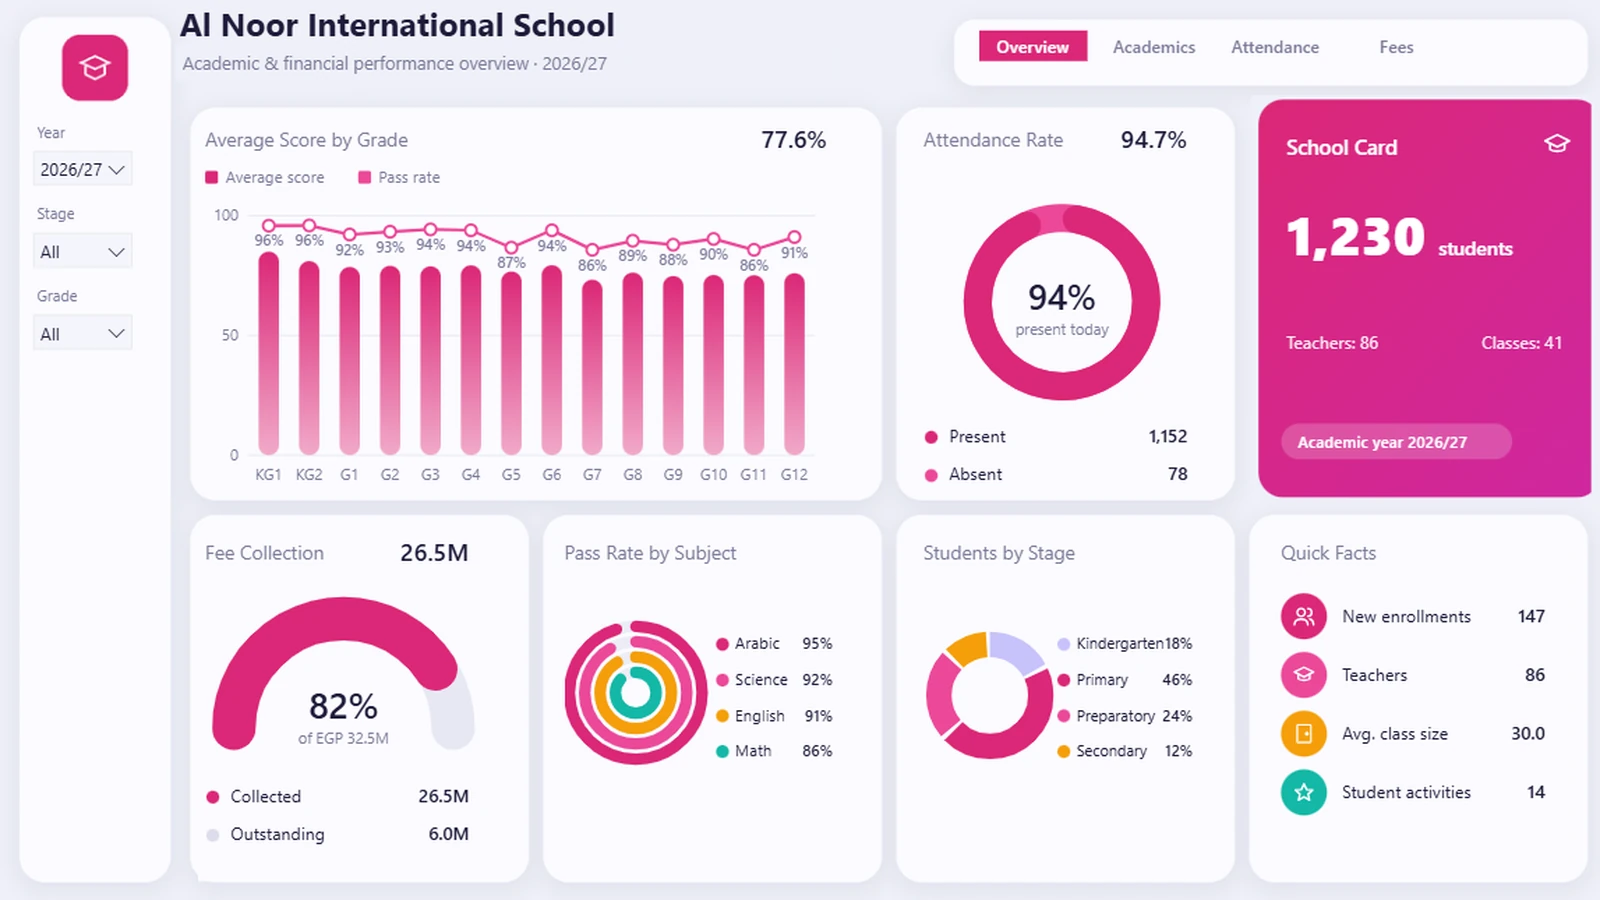 Al Noor International School
Academic & financial performance overview · 2026/27
Overview Academics Attendance Fees
Year
2026/27
Stage
All
Grade
All
Average Score by Grade 77.6%
Average score Pass rate
100
96% 96% 92% 93% 94% 94% 87% 94% 86% 89% 88% 90% 86% 91%
50
0
KG1 KG2 G1 G2 G3 G4 G5 G6 G7 G8 G9 G10 G11 G12
Attendance Rate 94.7%
94%
present today
Present 1,152
Absent 78
School Card
1,230 students
Teachers: 86 Classes: 41
Academic year 2026/27
Fee Collection 26.5M
82%
of EGP 32.5M
Collected 26.5M
Outstanding 6.0M
Pass Rate by Subject
Arabic 95%
Science 92%
English 91%
Math 86%
Students by Stage
Kindergarten 18%
Primary 46%
Preparatory 24%
Secondary 12%
Quick Facts
New enrollments 147
Teachers 86
Avg. class size 30.0
Student activities 14